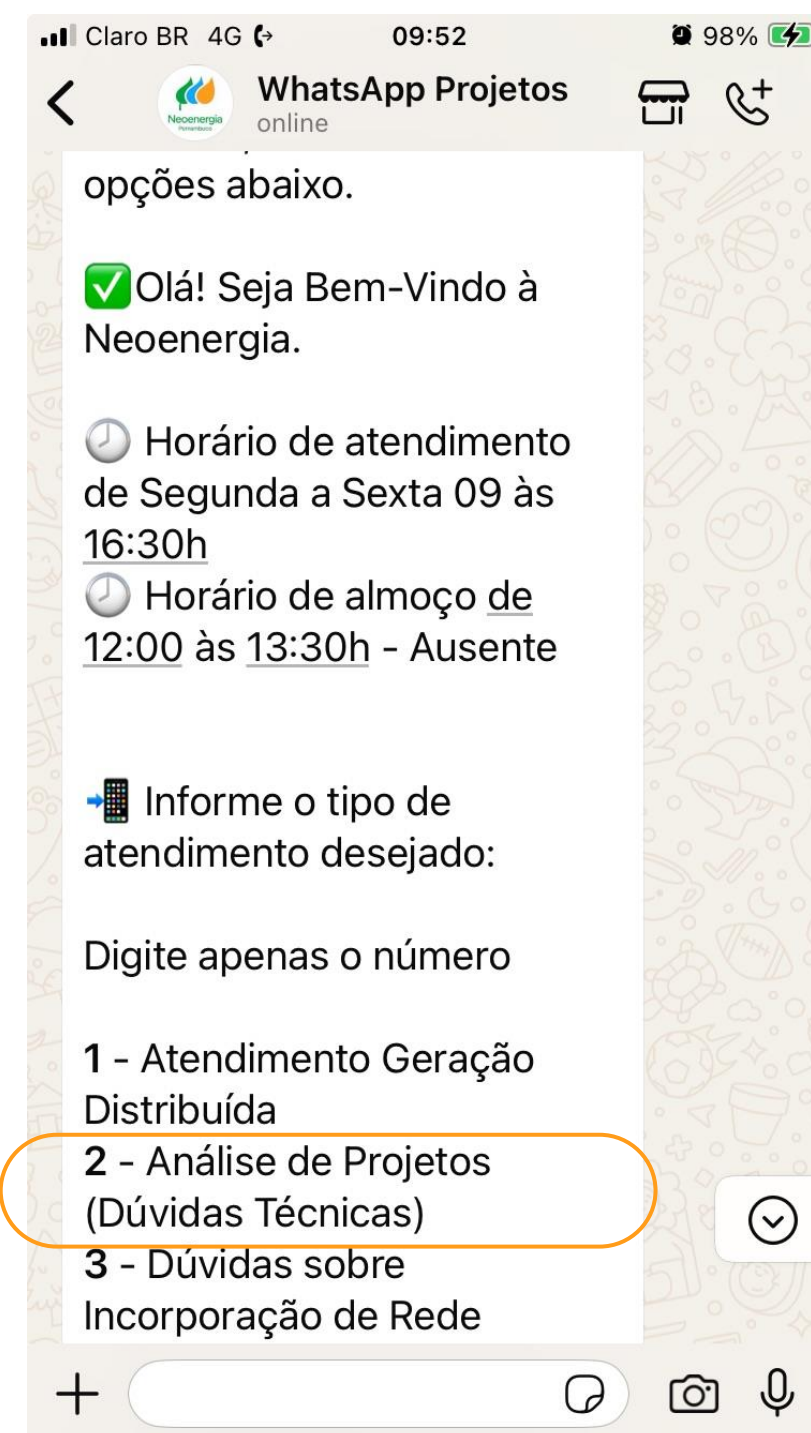 Claro BR 4G 09:52 98%
WhatsApp Projetos
Neoenergia
Pernambuco
online
opções abaixo.
✅Olá! Seja Bem-Vindo à
Neoenergia.
🕗 Horário de atendimento
de Segunda a Sexta 09 às
16:30h
🕗 Horário de almoço de
12:00 às 13:30h - Ausente
📲 Informe o tipo de
atendimento desejado:
Digite apenas o número
1 - Atendimento Geração
Distribuída
2 - Análise de Projetos
(Dúvidas Técnicas)
3 - Dúvidas sobre
Incorporação de Rede